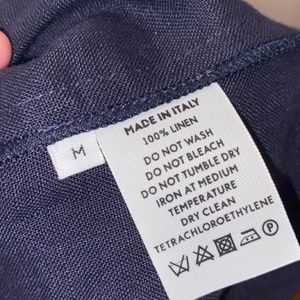 M
MADE IN ITALY
100% LINEN
DO NOT WASH
DO NOT BLEACH
DO NOT TUMBLE DRY
IRON AT MEDIUM
TEMPERATURE
DRY CLEAN
TETRACHLOROETHYLENE
P